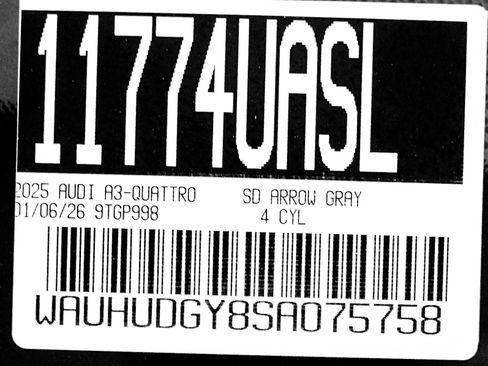 11774UASL
2025 AUDI A3-QUATTRO SD ARROW GRAY
01/06/26 9TGP998 4 CYL
WAUHUDGY8SA075758